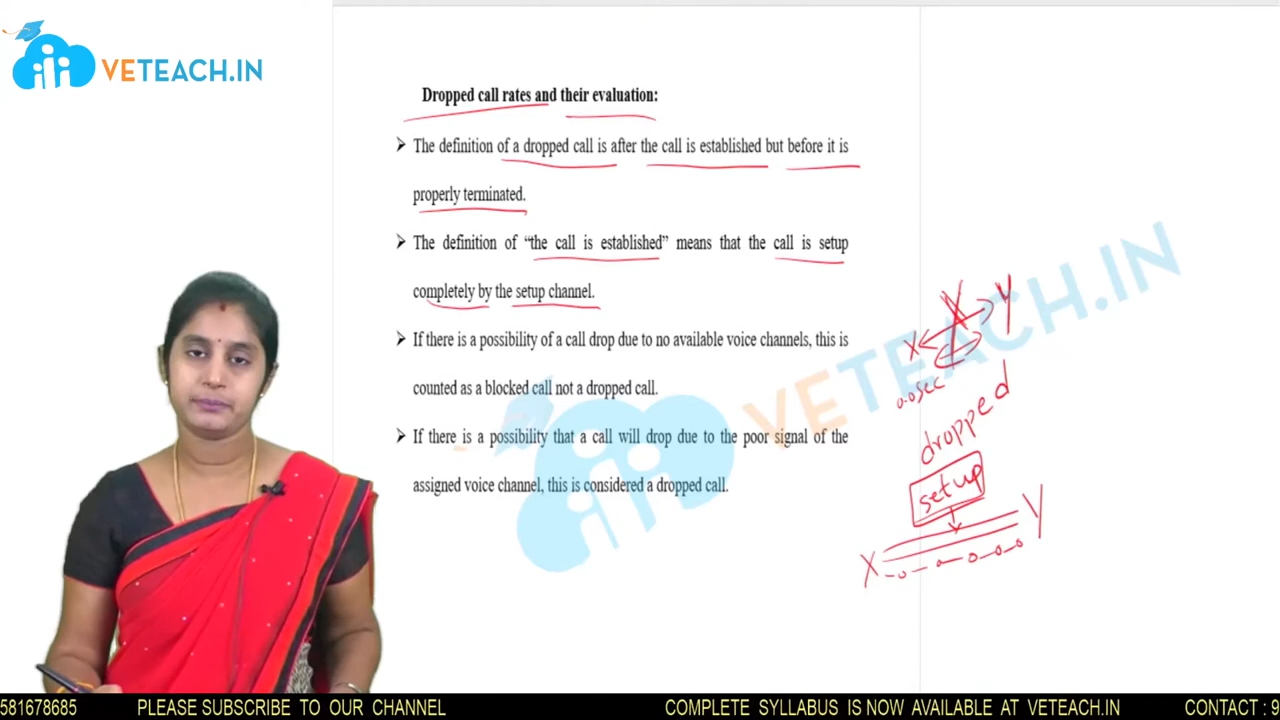 VETEACH.IN
Dropped call rates and their evaluation:
➢ The definition of a dropped call is after the call is established but before it is
properly terminated.
➢ The definition of “the call is established” means that the call is setup
completely by the setup channel.
➢ If there is a possibility of a call drop due to no available voice channels, this is
counted as a blocked call not a dropped call.
➢ If there is a possibility that a call will drop due to the poor signal of the
assigned voice channel, this is considered a dropped call.
VETEACH.IN
X Y
dropped
setup
X Y
581678685 PLEASE SUBSCRIBE TO OUR CHANNEL COMPLETE SYLLABUS IS NOW AVAILABLE AT VETEACH.IN CONTACT : 9